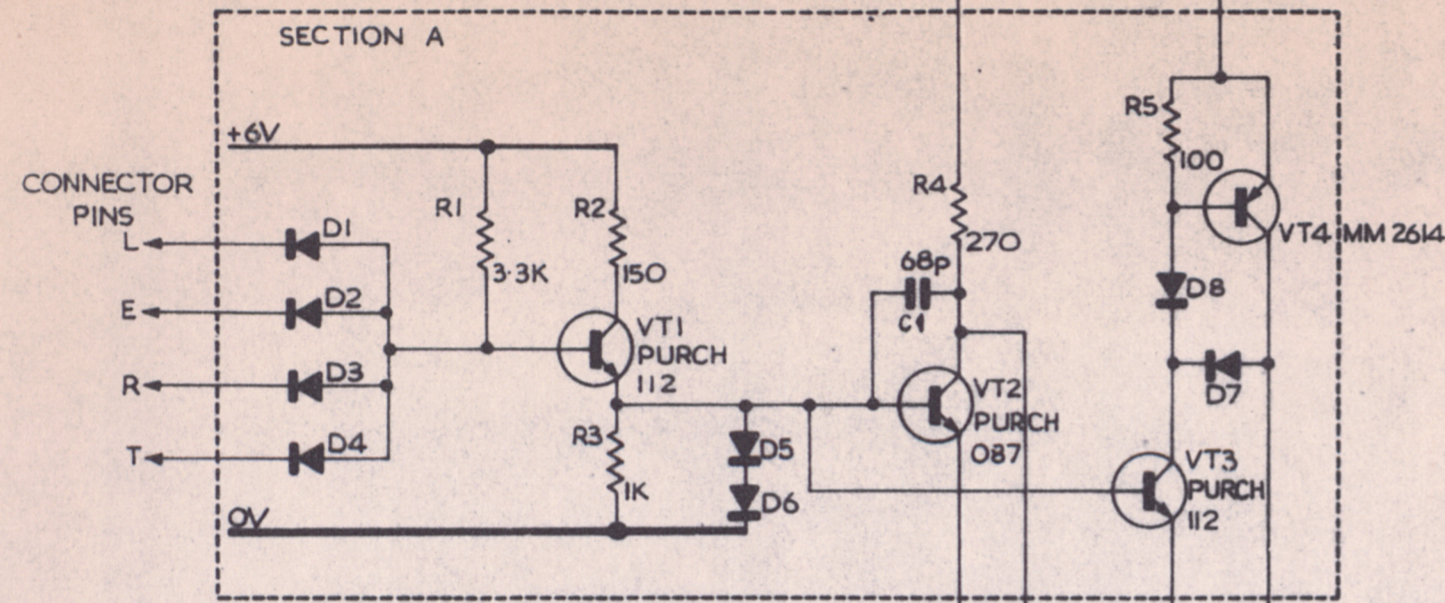 SECTION A
+6V
CONNECTOR
PINS
L
E
R
T
D1
D2
D3
D4
R1
3·3K
R2
150
VT1
PURCH
112
R3
1K
0V
D5
D6
68p
C1
R4
270
VT2
PURCH
087
R5
100
VT4 MM 2614
D8
D7
VT3
PURCH
112